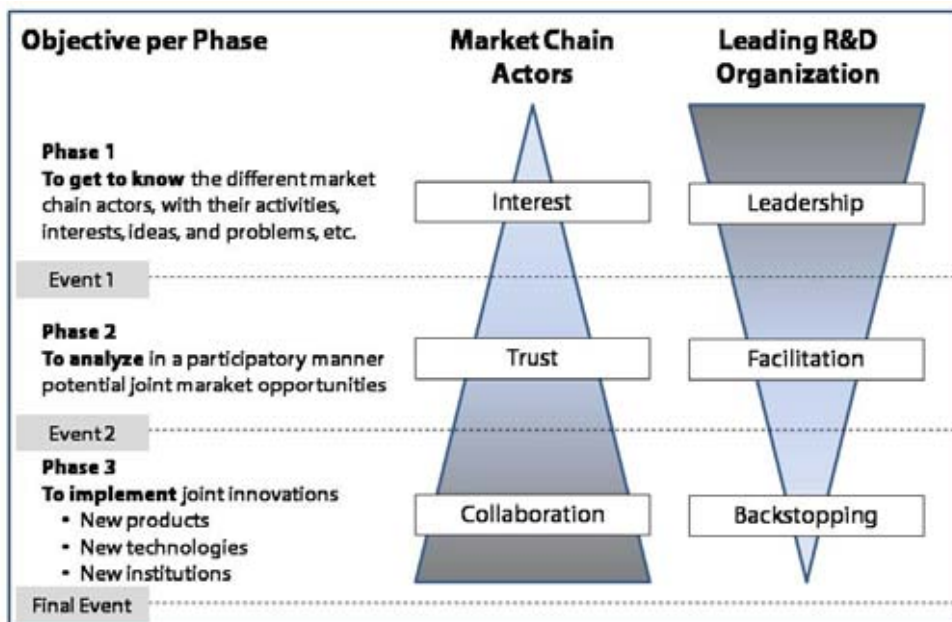 Objective per Phase
Market Chain
Actors
Leading R&D
Organization
Phase 1
To get to know the different market
chain actors, with their activities,
interests, ideas, and problems, etc.
Interest
Leadership
Event 1
Phase 2
To analyze in a participatory manner
potential joint maraket opportunities
Trust
Facilitation
Event 2
Phase 3
To implement joint innovations
• New products
• New technologies
• New institutions
Collaboration
Backstopping
Final Event